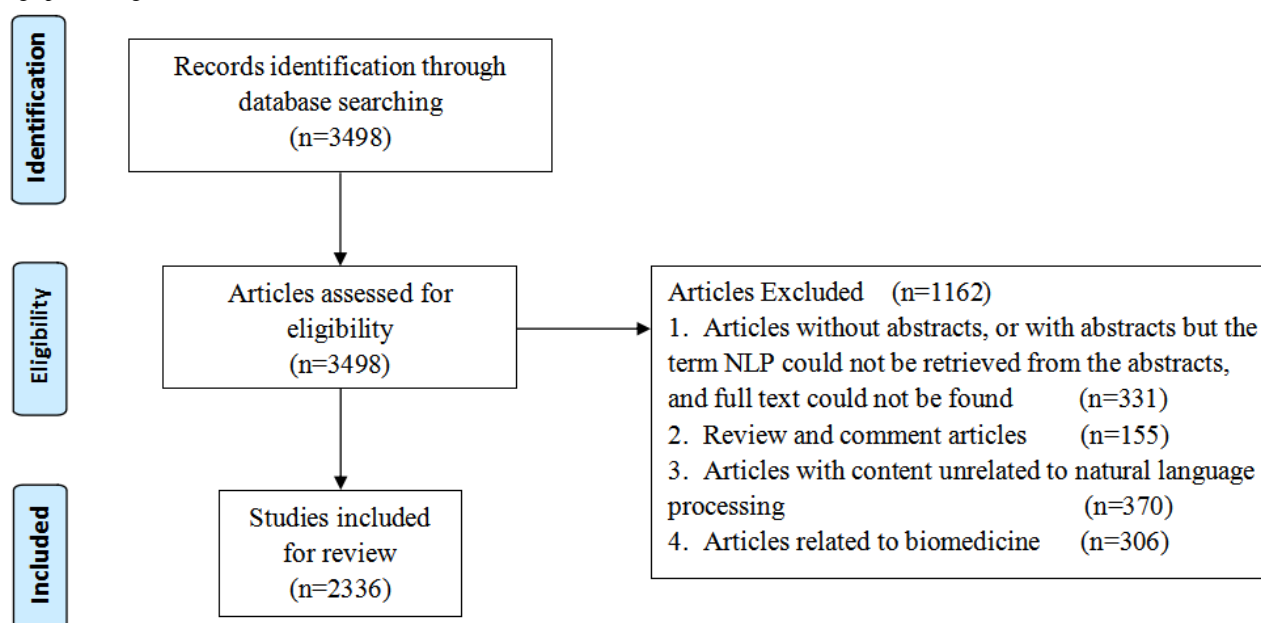 Identification
Records identification through
database searching
(n=3498)
Eligibility
Articles assessed for
eligibility
(n=3498)
Articles Excluded (n=1162)
1. Articles without abstracts, or with abstracts but the
term NLP could not be retrieved from the abstracts,
and full text could not be found (n=331)
2. Review and comment articles (n=155)
3. Articles with content unrelated to natural language
processing (n=370)
4. Articles related to biomedicine (n=306)
Included
Studies included
for review
(n=2336)